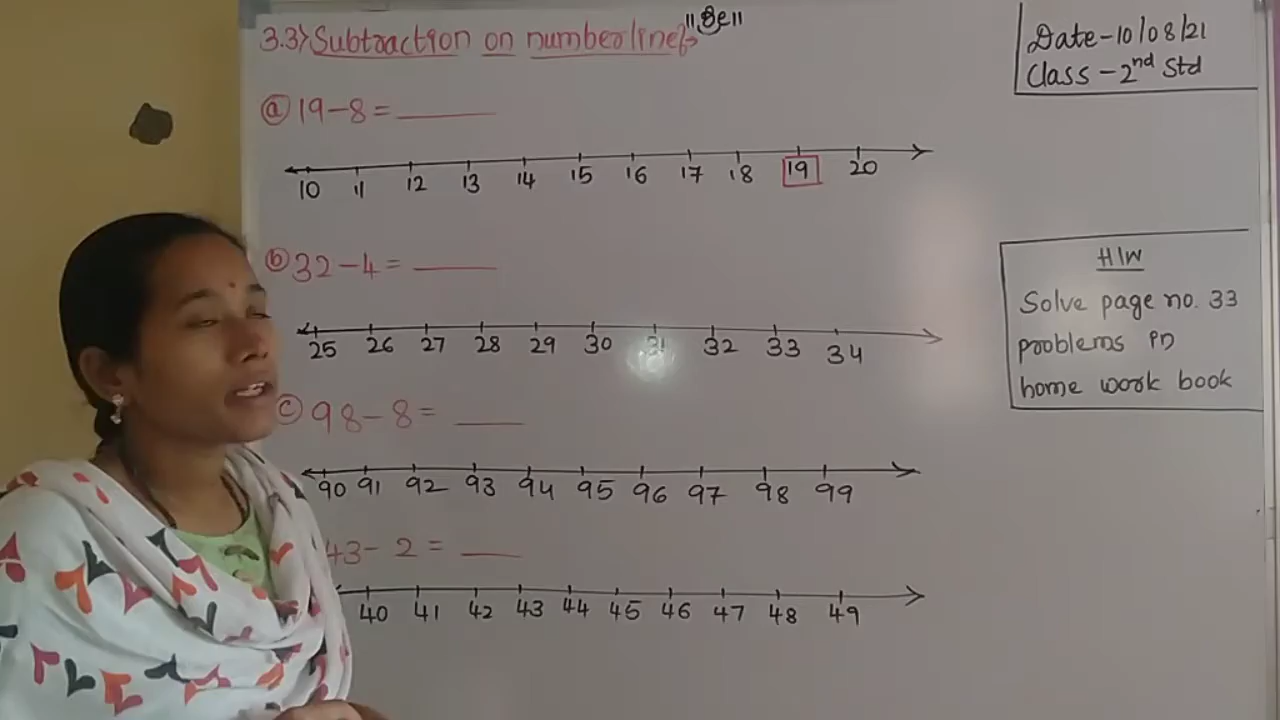 3.3> Subtraction on numberline:->
Date-10/08/21
Class-2nd Std
ⓐ 19-8= ______
10 11 12 13 14 15 16 17 18 19 20
ⓑ 32-4= ______
25 26 27 28 29 30 31 32 33 34
ⓒ 98-8= ____
90 91 92 93 94 95 96 97 98 99
43-2= ____
40 41 42 43 44 45 46 47 48 49
H/W
Solve page no. 33
problems in
home work book